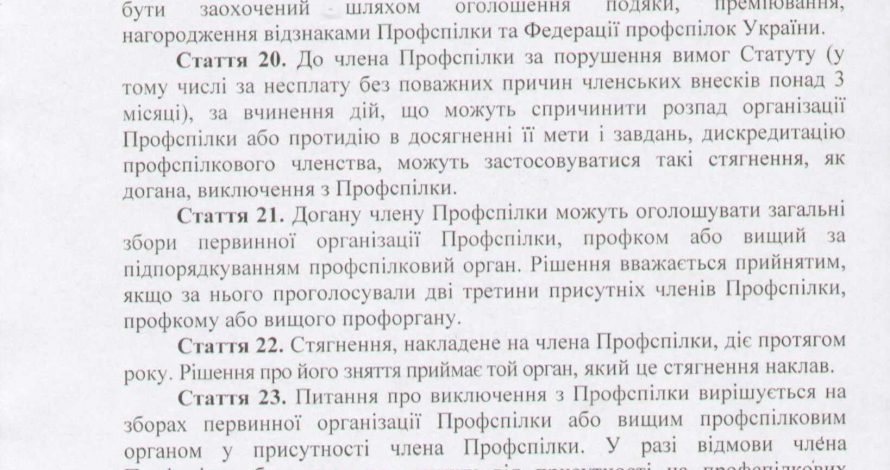 бути заохочений шляхом оголошення подяки, преміювання,
нагородження відзнаками Профспілки та Федерації профспілок України.
Стаття 20. До члена Профспілки за порушення вимог Статуту (у
тому числі за несплату без поважних причин членських внесків понад 3
місяці), за вчинення дій, що можуть спричинити розпад організації
Профспілки або протидію в досягненні її мети і завдань, дискредитацію
профспілкового членства, можуть застосовуватися такі стягнення, як
догана, виключення з Профспілки.
Стаття 21. Догану члену Профспілки можуть оголошувати загальні
збори первинної організації Профспілки, профком або вищий за
підпорядкуванням профспілковий орган. Рішення вважається прийнятим,
якщо за нього проголосували дві третини присутніх членів Профспілки,
профкому або вищого профоргану.
Стаття 22. Стягнення, накладене на члена Профспілки, діє протягом
року. Рішення про його зняття приймає той орган, який це стягнення наклав.
Стаття 23. Питання про виключення з Профспілки вирішується на
зборах первинної організації Профспілки або вищим профспілковим
органом у присутності члена Профспілки. У разі відмови члена